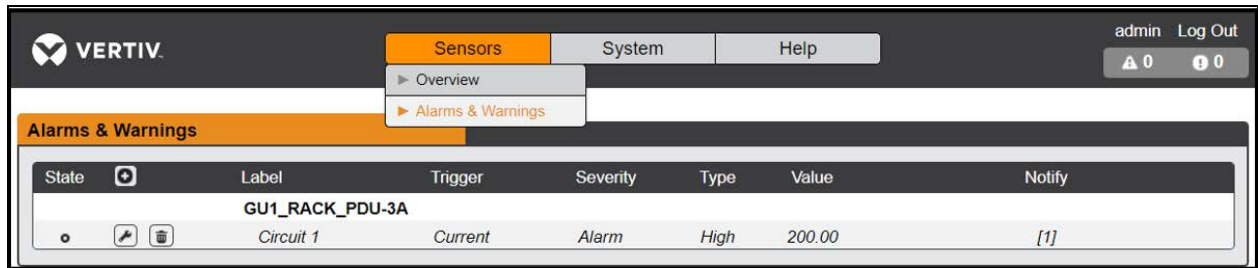 admin Log Out
VERTIV.
Sensors System Help
0 0
Overview
Alarms & Warnings
Alarms & Warnings
State Label Trigger Severity Type Value Notify
GU1_RACK_PDU-3A
Circuit 1 Current Alarm High 200.00 [1]